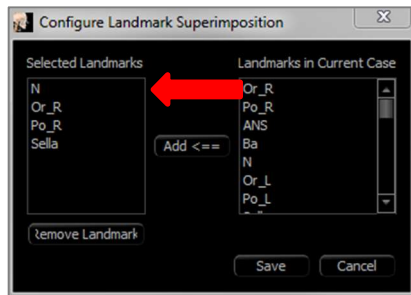 Configure Landmark Superimposition
Selected Landmarks
N
Or_R
Po_R
Sella
Remove Landmark
Add <==
Landmarks in Current Case
Or_R
Po_R
ANS
Ba
N
Or_L
Po_L
Save
Cancel